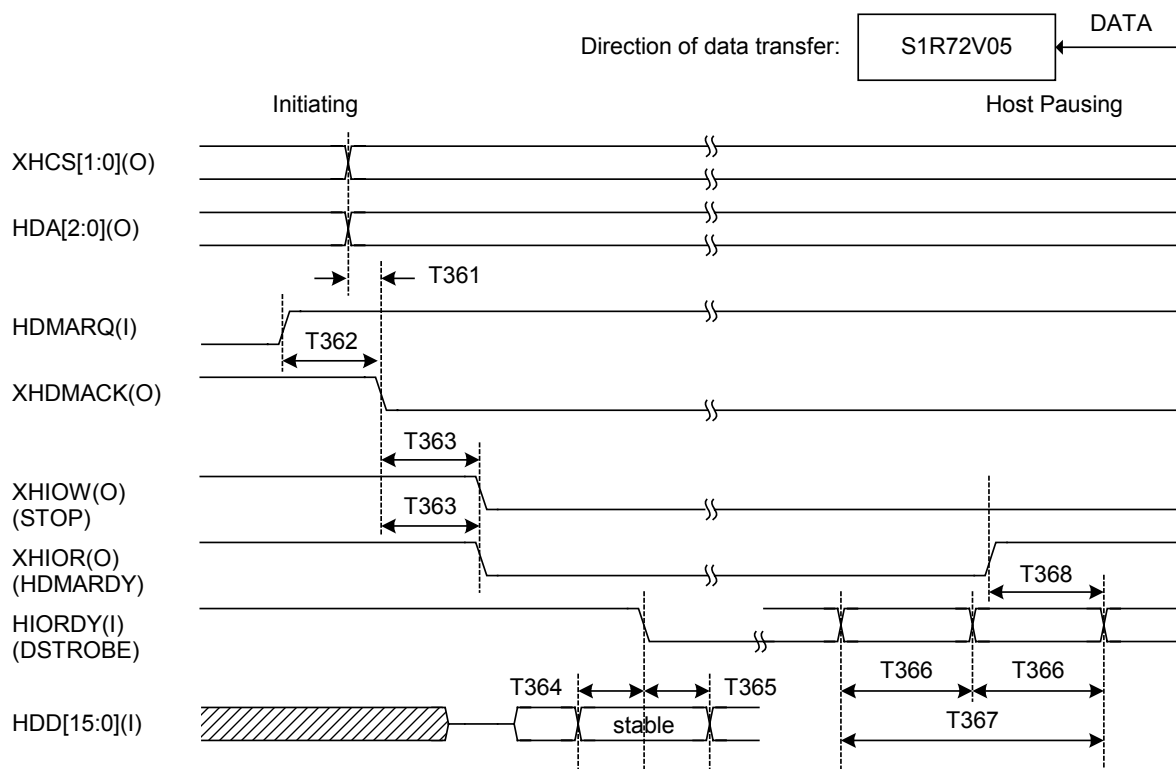 DATA
Direction of data transfer: S1R72V05
Initiating Host Pausing
XHCS[1:0](O)
HDA[2:0](O)
T361
HDMARQ(I)
T362
XHDMACK(O)
T363
XHIOW(O)
(STOP)
T363
XHIOR(O)
(HDMARDY)
T368
HIORDY(I)
(DSTROBE)
T364 T365 T366 T366
HDD[15:0](I) stable T367